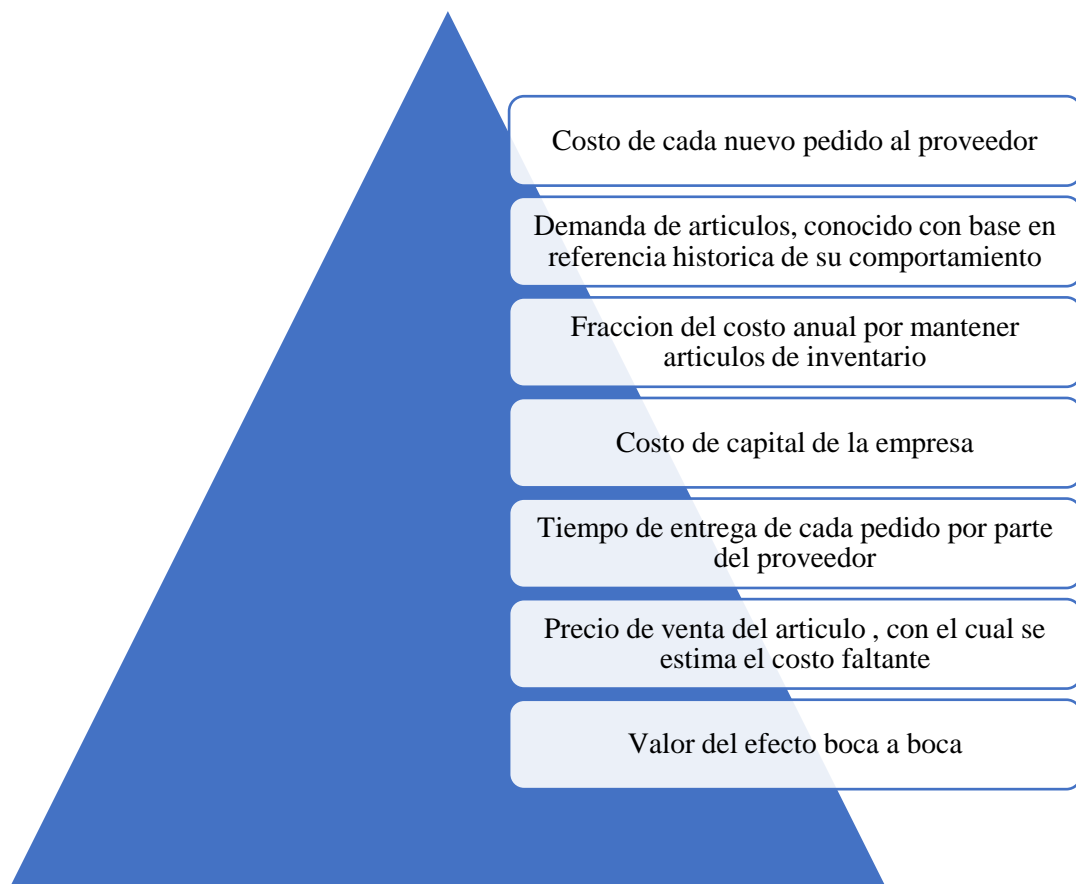 Costo de cada nuevo pedido al proveedor
Demanda de articulos, conocido con base en
referencia historica de su comportamiento
Fraccion del costo anual por mantener
articulos de inventario
Costo de capital de la empresa
Tiempo de entrega de cada pedido por parte
del proveedor
Precio de venta del articulo , con el cual se
estima el costo faltante
Valor del efecto boca a boca